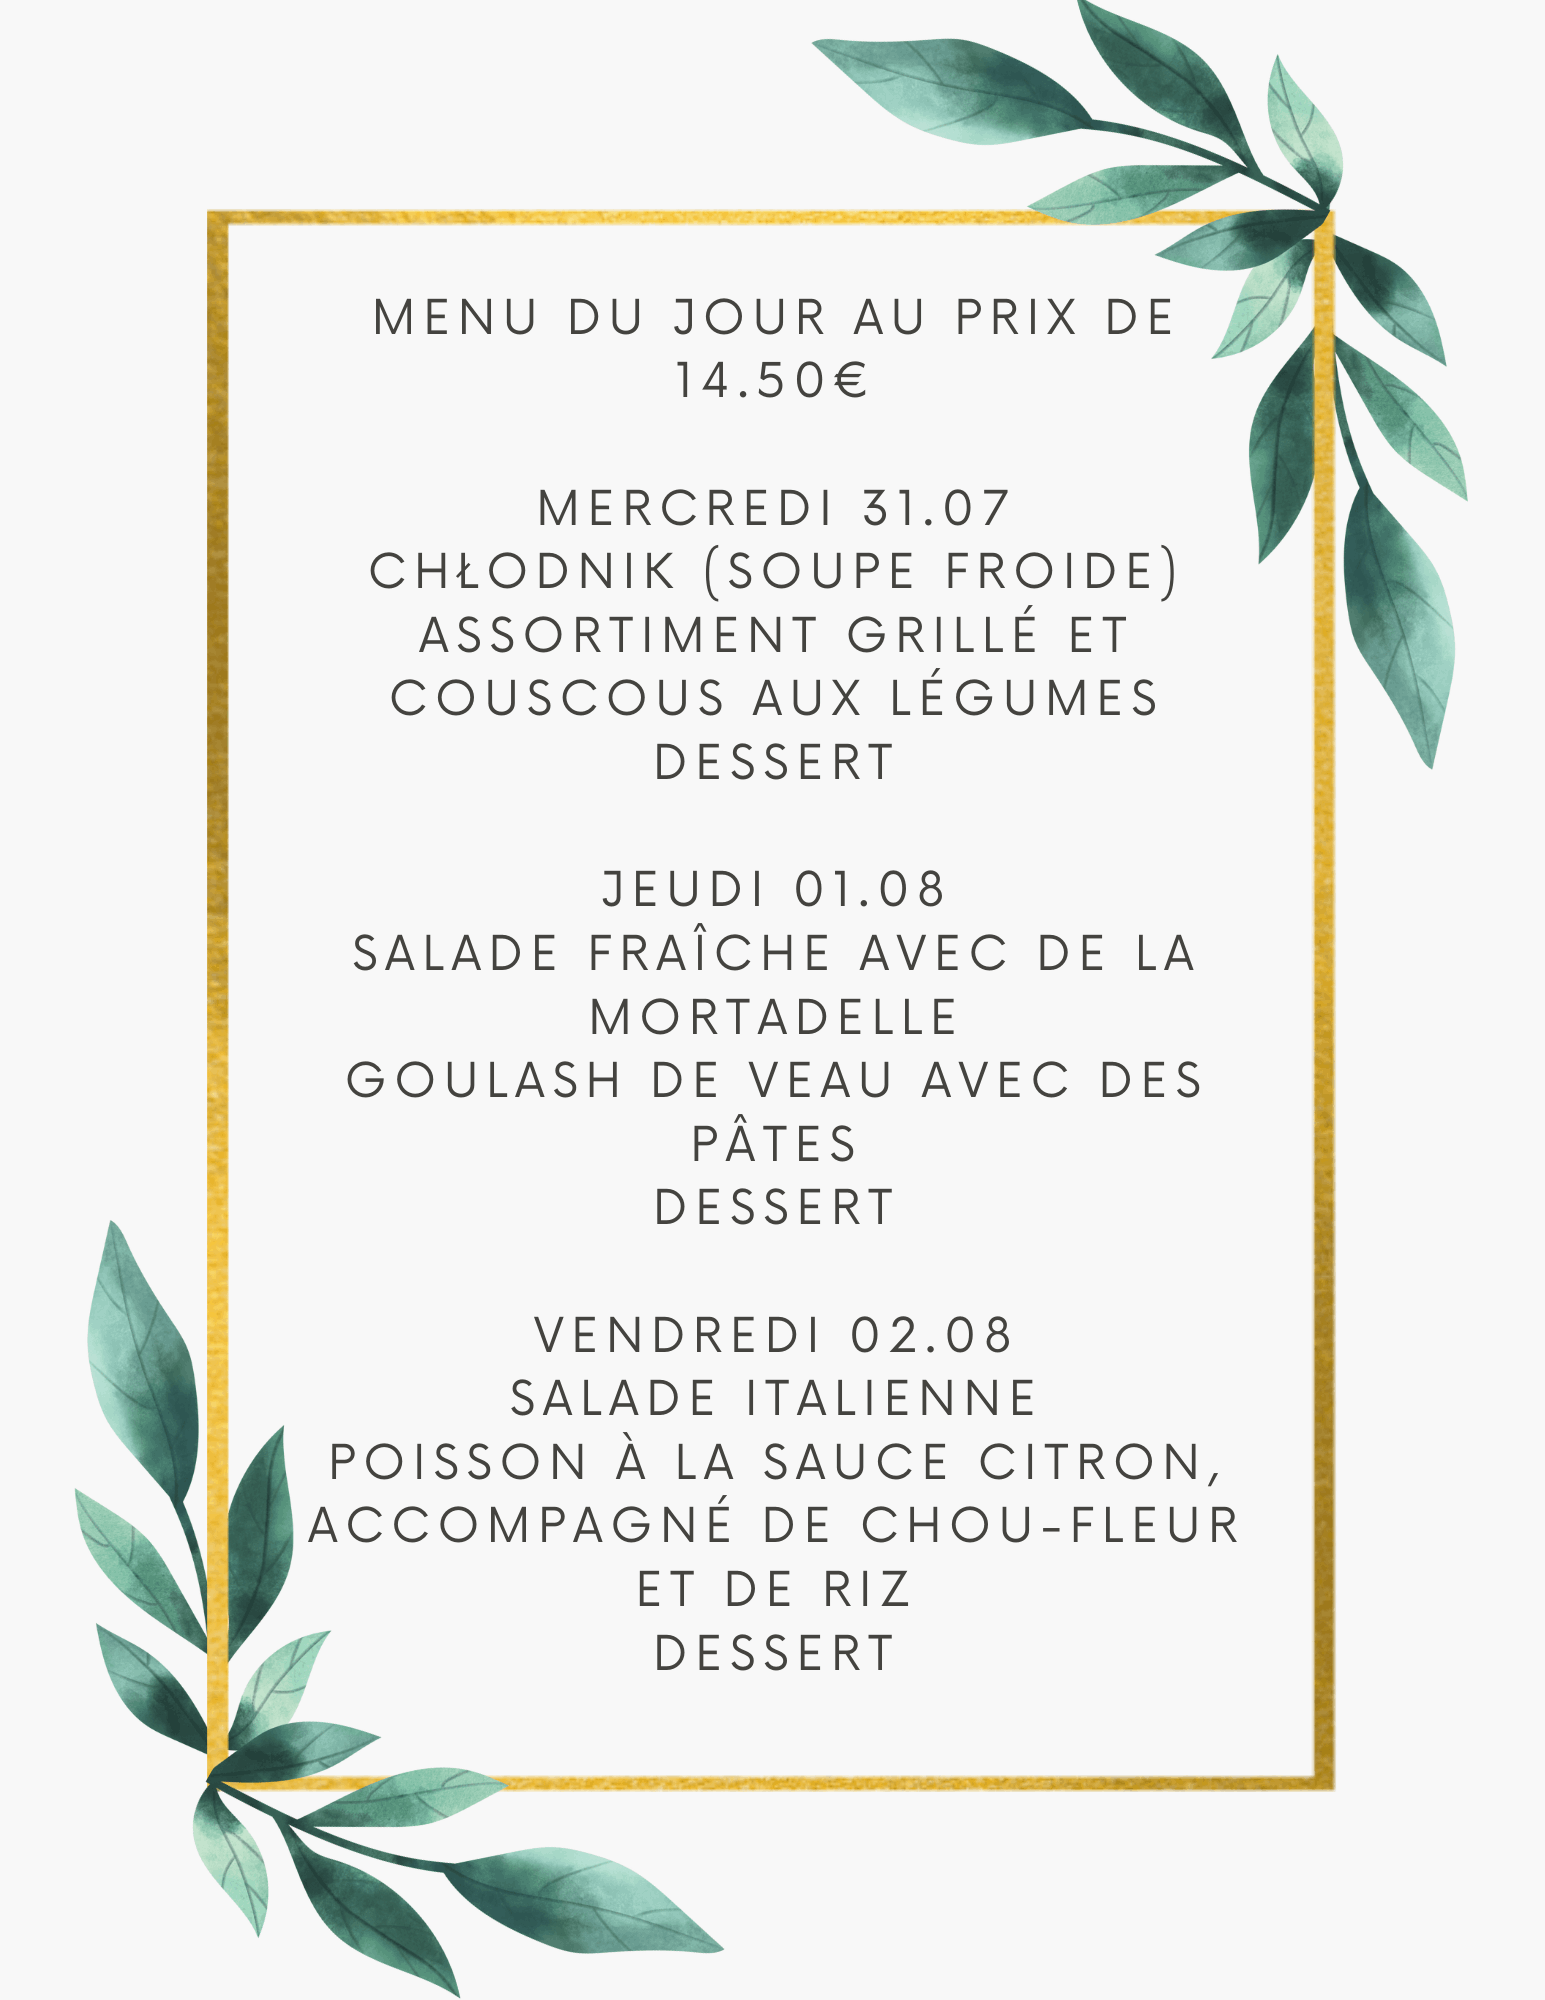 MENU DU JOUR AU PRIX DE
14.50€
MERCREDI 31.07
CHŁODNIK (SOUPE FROIDE)
ASSORTIMENT GRILLÉ ET
COUSCOUS AUX LÉGUMES
DESSERT
JEUDI 01.08
SALADE FRAÎCHE AVEC DE LA
MORTADELLE
GOULASH DE VEAU AVEC DES
PÂTES
DESSERT
VENDREDI 02.08
SALADE ITALIENNE
POISSON À LA SAUCE CITRON,
ACCOMPAGNÉ DE CHOU-FLEUR
ET DE RIZ
DESSERT